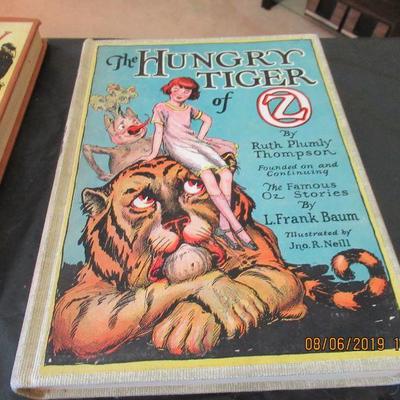 The HUNGRY
TIGER
of OZ
By
Ruth Plumly
Thompson
Founded on and
Continuing
The Famous
Oz Stories
By
L. Frank Baum
Illustrated by
Jno. R. Neill
08/06/2019